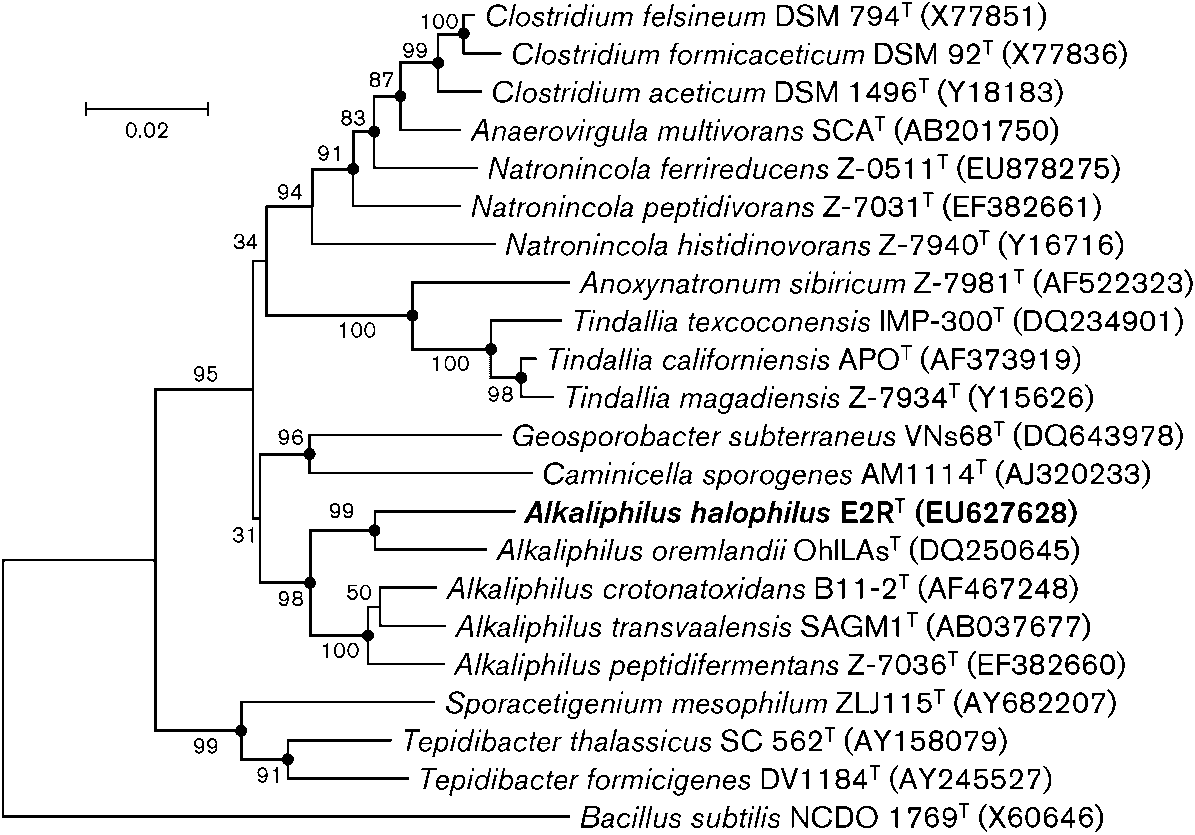 100 Clostridium felsineum DSM 794ᵀ (X77851)
Clostridium formicaceticum DSM 92ᵀ (X77836)
99
87 Clostridium aceticum DSM 1496ᵀ (Y18183)
0.02
83 Anaerovirgula multivorans SCAᵀ (AB201750)
91 Natronincola ferrireducens Z-0511ᵀ (EU878275)
94 Natronincola peptidivorans Z-7031ᵀ (EF382661)
34 Natronincola histidinovorans Z-7940ᵀ (Y16716)
Anoxynatronum sibiricum Z-7981ᵀ (AF522323)
100 Tindallia texcoconensis IMP-300ᵀ (DQ234901)
100 Tindallia californiensis APOᵀ (AF373919)
95 98 Tindallia magadiensis Z-7934ᵀ (Y15626)
96 Geosporobacter subterraneus VNs68ᵀ (DQ643978)
Caminicella sporogenes AM1114ᵀ (AJ320233)
99 Alkaliphilus halophilus E2Rᵀ (EU627628)
31 Alkaliphilus oremlandii OhILAsᵀ (DQ250645)
98 50 Alkaliphilus crotonatoxidans B11-2ᵀ (AF467248)
Alkaliphilus transvaalensis SAGM1ᵀ (AB037677)
100 Alkaliphilus peptidifermentans Z-7036ᵀ (EF382660)
Sporacetigenium mesophilum ZLJ115ᵀ (AY682207)
99 Tepidibacter thalassicus SC 562ᵀ (AY158079)
91 Tepidibacter formicigenes DV1184ᵀ (AY245527)
Bacillus subtilis NCDO 1769ᵀ (X60646)